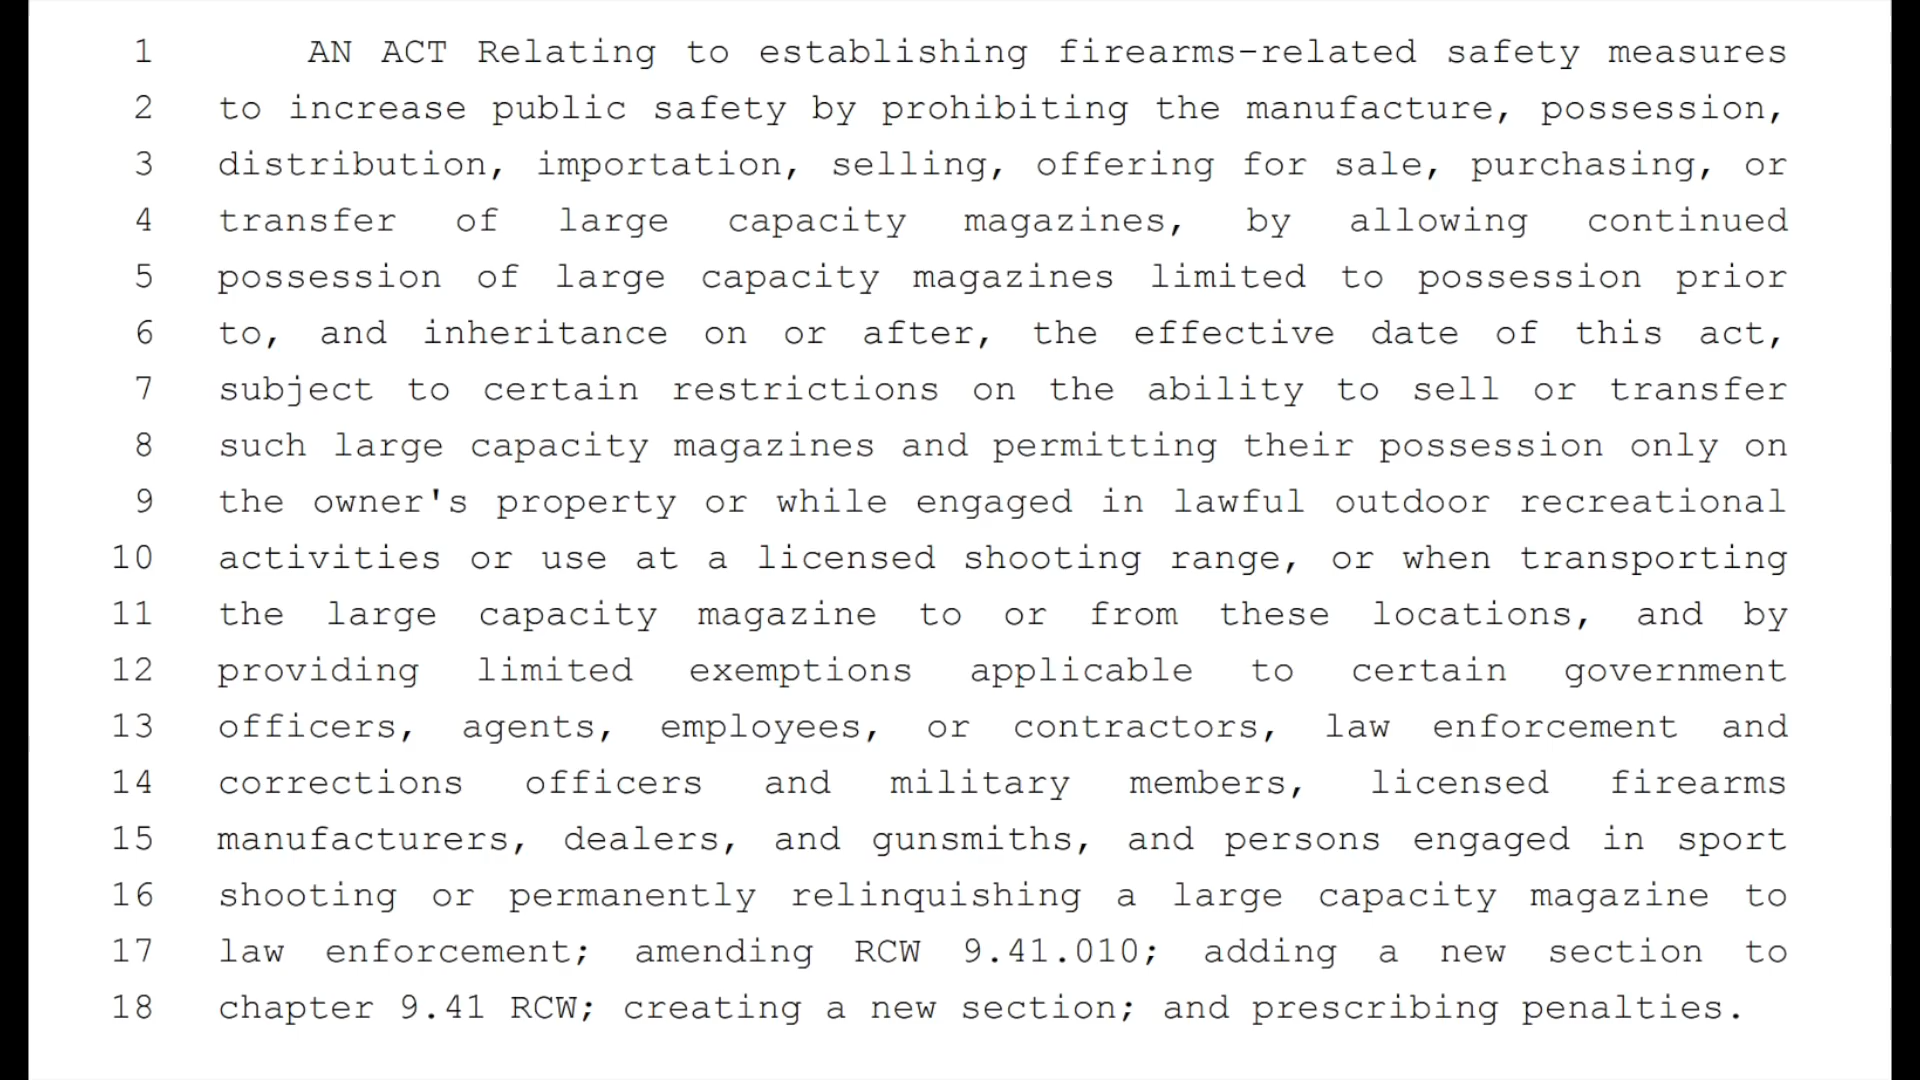 1 AN ACT Relating to establishing firearms-related safety measures
2 to increase public safety by prohibiting the manufacture, possession,
3 distribution, importation, selling, offering for sale, purchasing, or
4 transfer of large capacity magazines, by allowing continued
5 possession of large capacity magazines limited to possession prior
6 to, and inheritance on or after, the effective date of this act,
7 subject to certain restrictions on the ability to sell or transfer
8 such large capacity magazines and permitting their possession only on
9 the owner's property or while engaged in lawful outdoor recreational
10 activities or use at a licensed shooting range, or when transporting
11 the large capacity magazine to or from these locations, and by
12 providing limited exemptions applicable to certain government
13 officers, agents, employees, or contractors, law enforcement and
14 corrections officers and military members, licensed firearms
15 manufacturers, dealers, and gunsmiths, and persons engaged in sport
16 shooting or permanently relinquishing a large capacity magazine to
17 law enforcement; amending RCW 9.41.010; adding a new section to
18 chapter 9.41 RCW; creating a new section; and prescribing penalties.